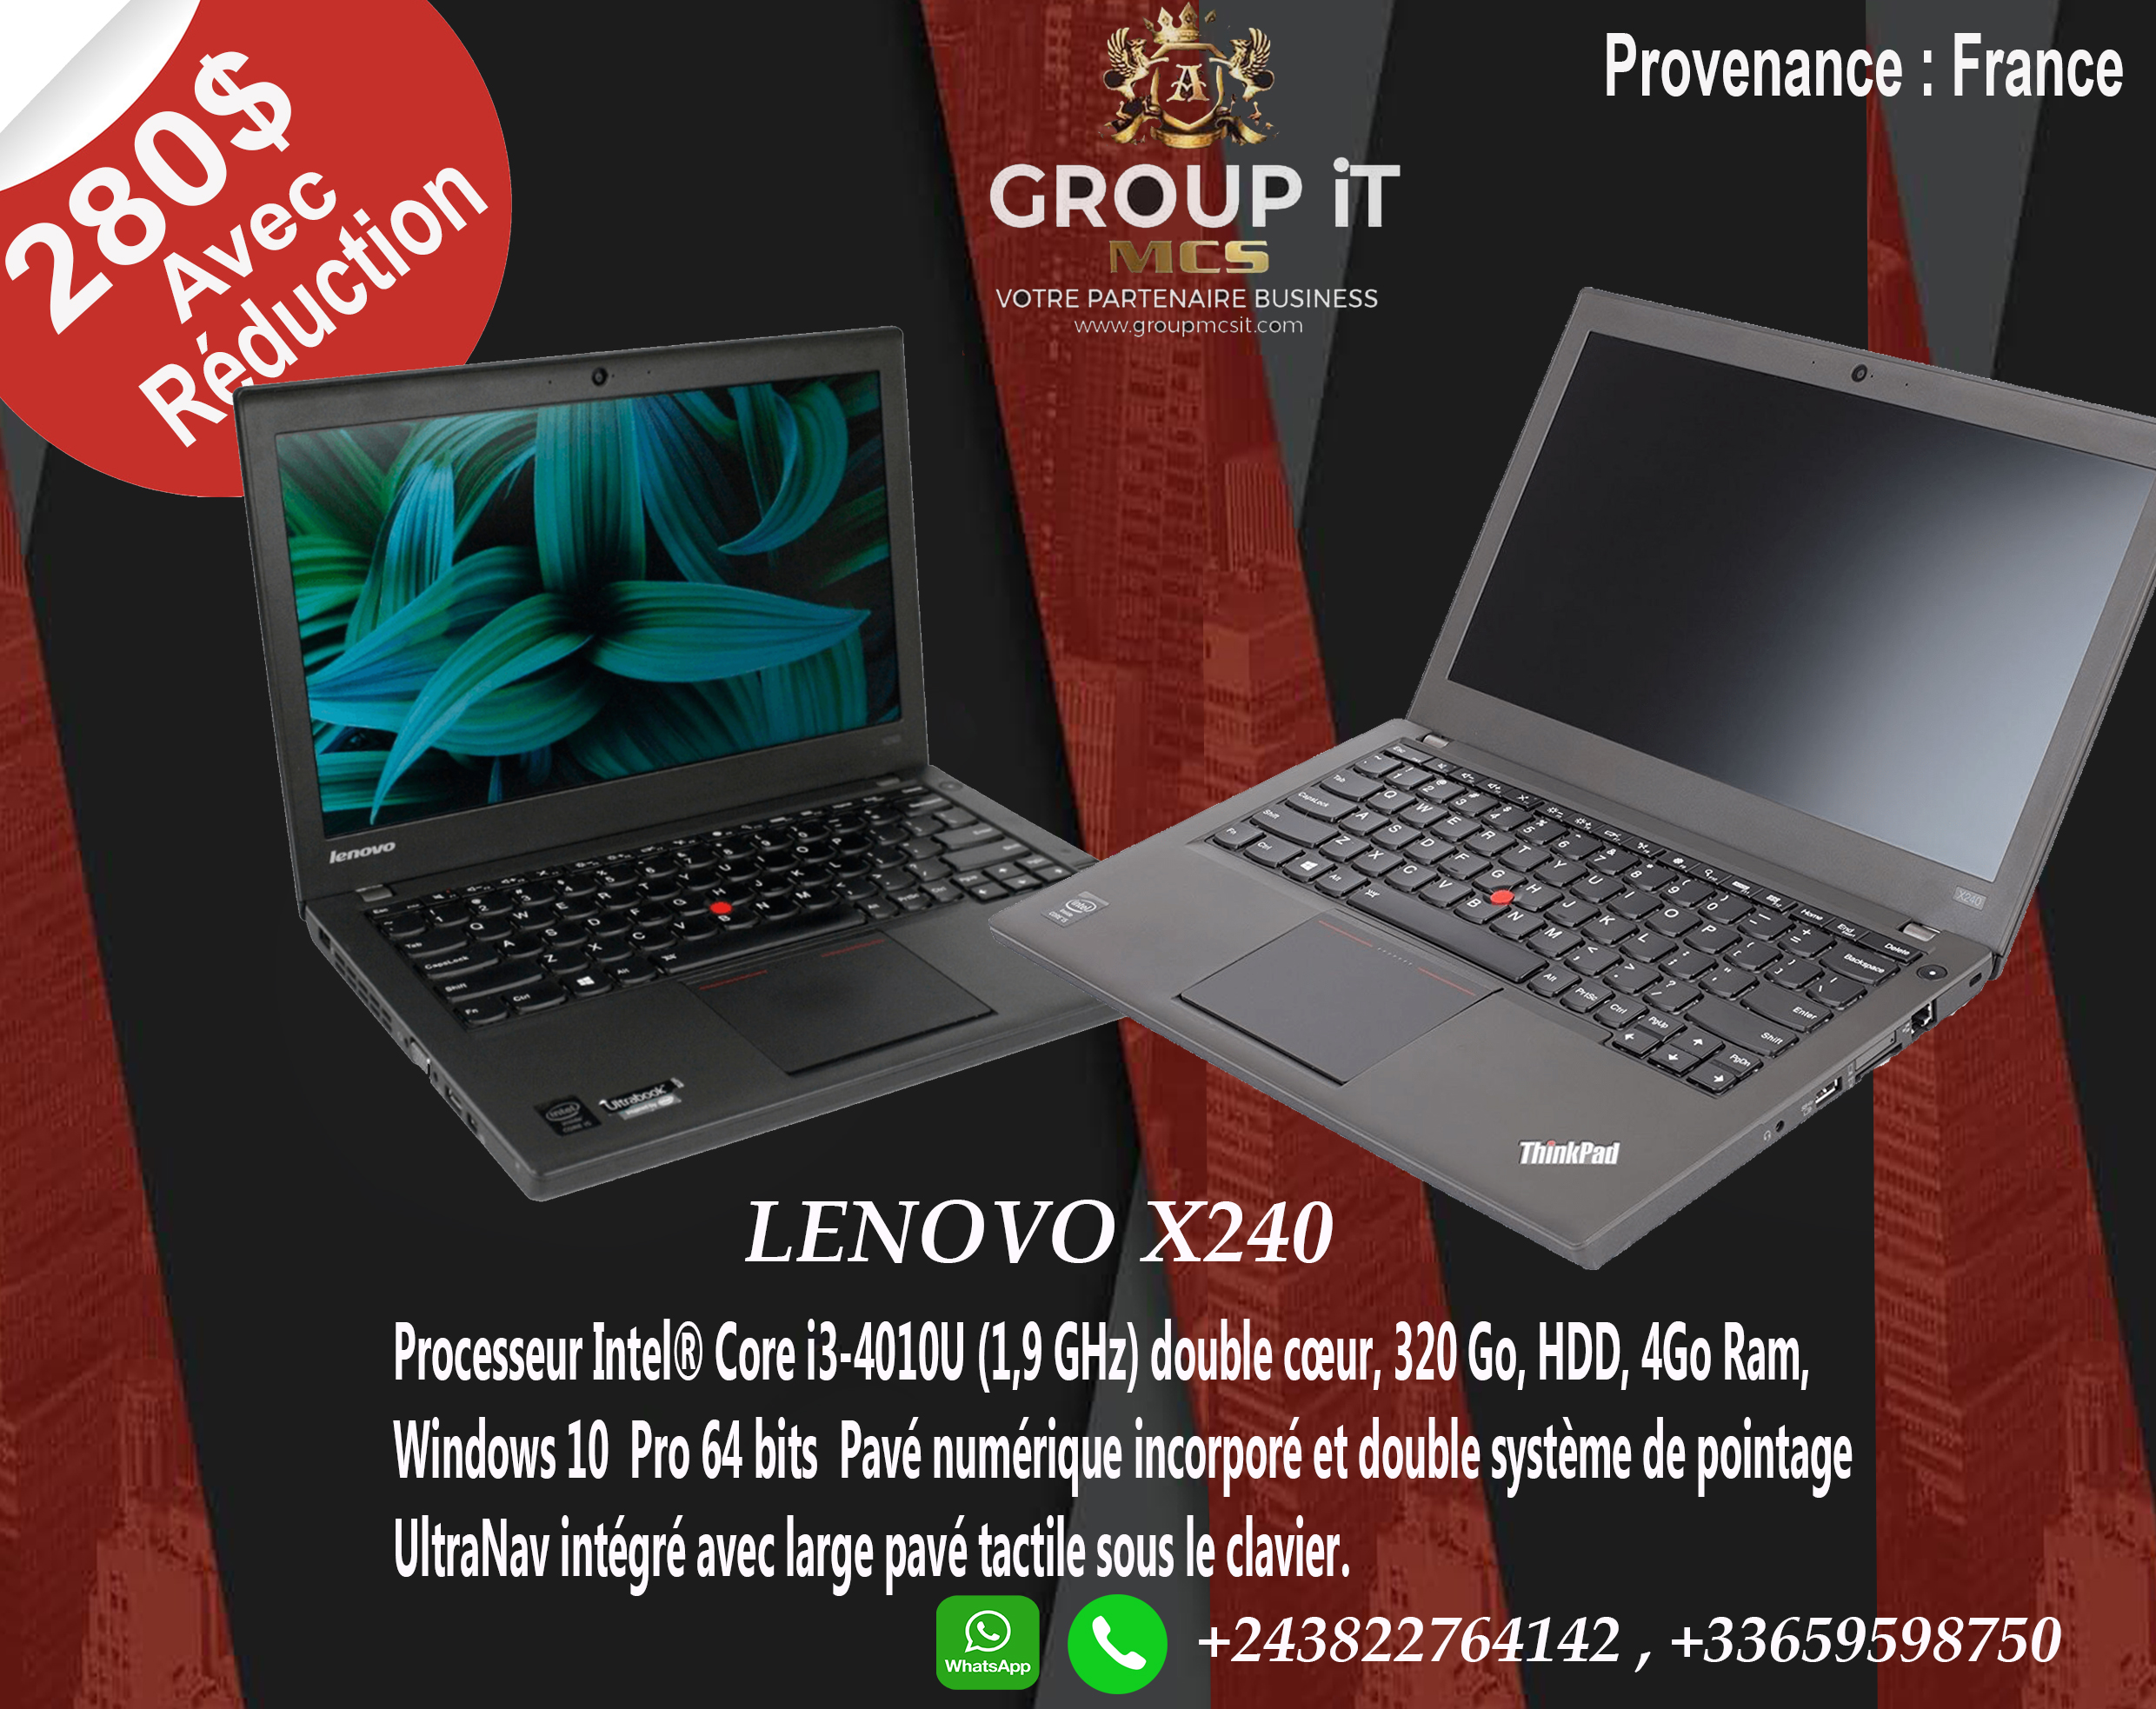 280$
Avec
Réduction
GROUP iT
MCS
VOTRE PARTENAIRE BUSINESS
www.groupmcsit.com
Provenance : France
lenovo
X240
ThinkPad
Ultrabook
LENOVO X240
Processeur Intel® Core i3-4010U (1,9 GHz) double cœur, 320 Go, HDD, 4Go Ram,
Windows 10 Pro 64 bits Pavé numérique incorporé et double système de pointage
UltraNav intégré avec large pavé tactile sous le clavier.
WhatsApp
+243822764142 , +33659598750